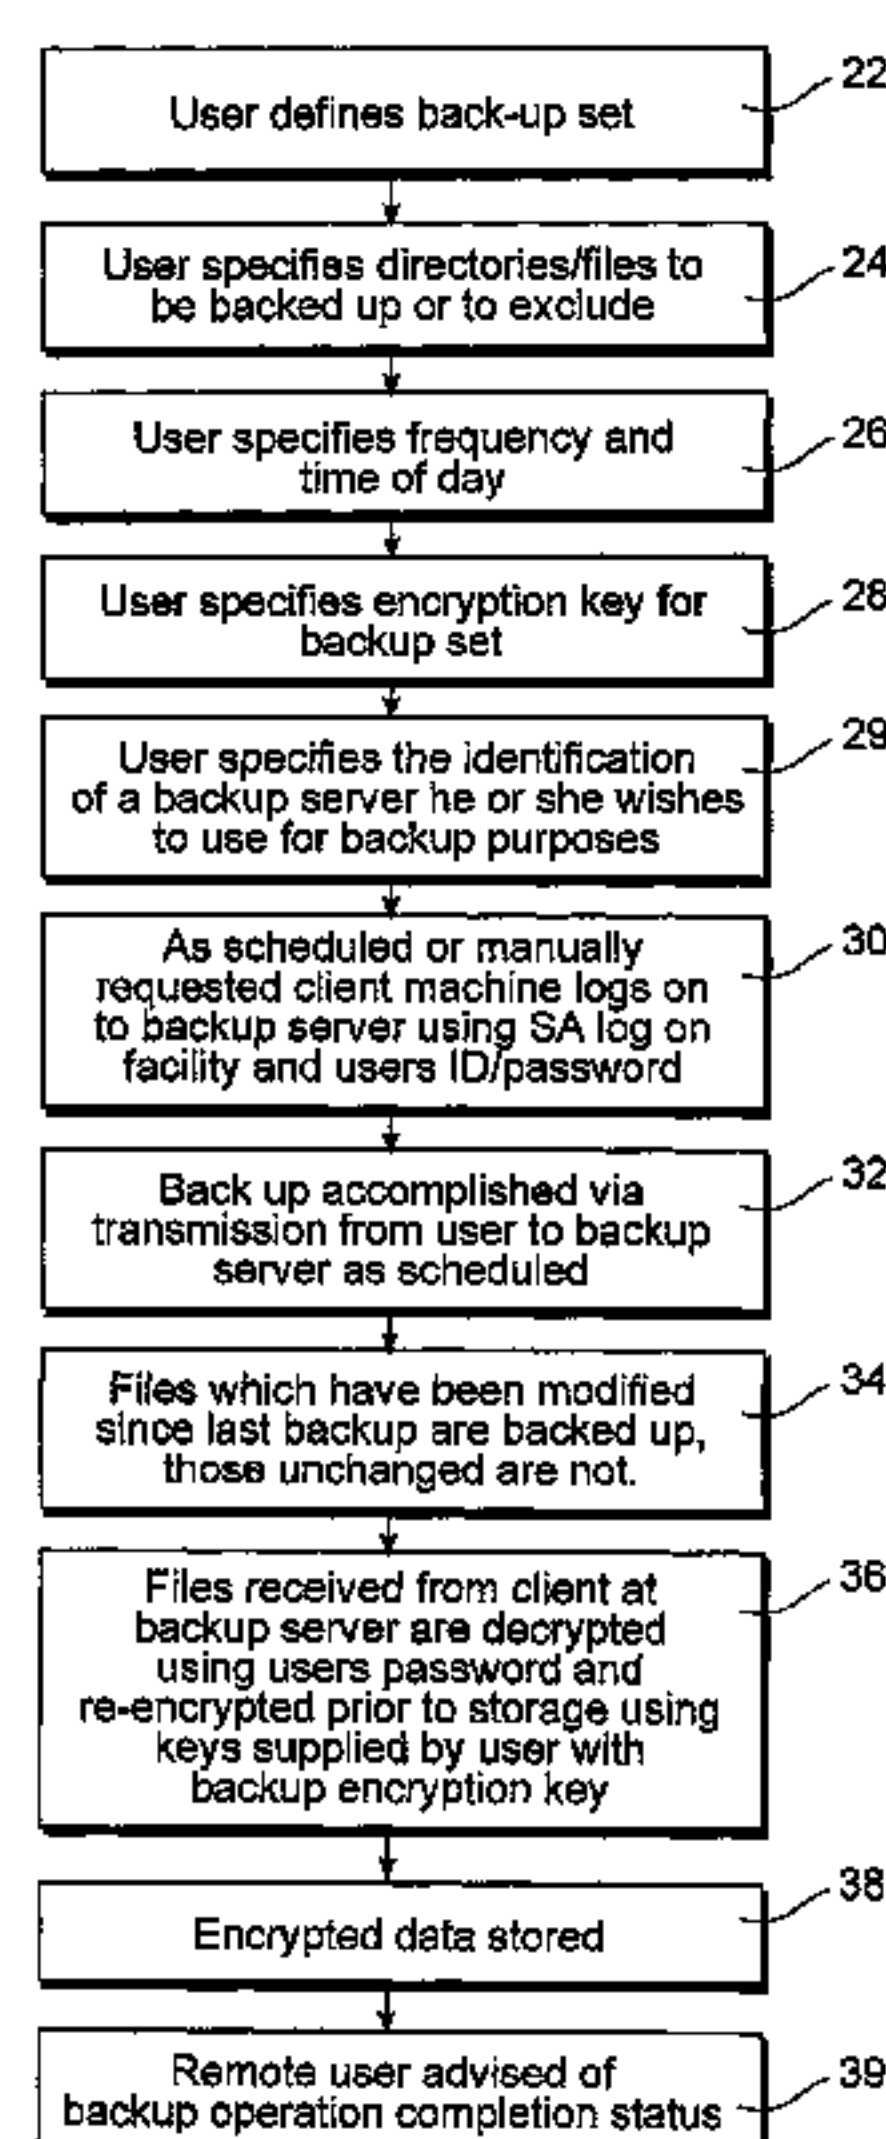 User defines back-up set
22
User specifies directories/files to
be backed up or to exclude
24
User specifies frequency and
time of day
26
User specifies encryption key for
backup set
28
User specifies the identification
of a backup server he or she wishes
to use for backup purposes
29
As scheduled or manually
requested client machine logs on
to backup server using SA log on
facility and users ID/password
30
Back up accomplished via
transmission from user to backup
server as scheduled
32
Files which have been modified
since last backup are backed up,
those unchanged are not.
34
Files received from client at
backup server are decrypted
using users password and
re-encrypted prior to storage using
keys supplied by user with
backup encryption key
36
Encrypted data stored
38
Remote user advised of
backup operation completion status
39